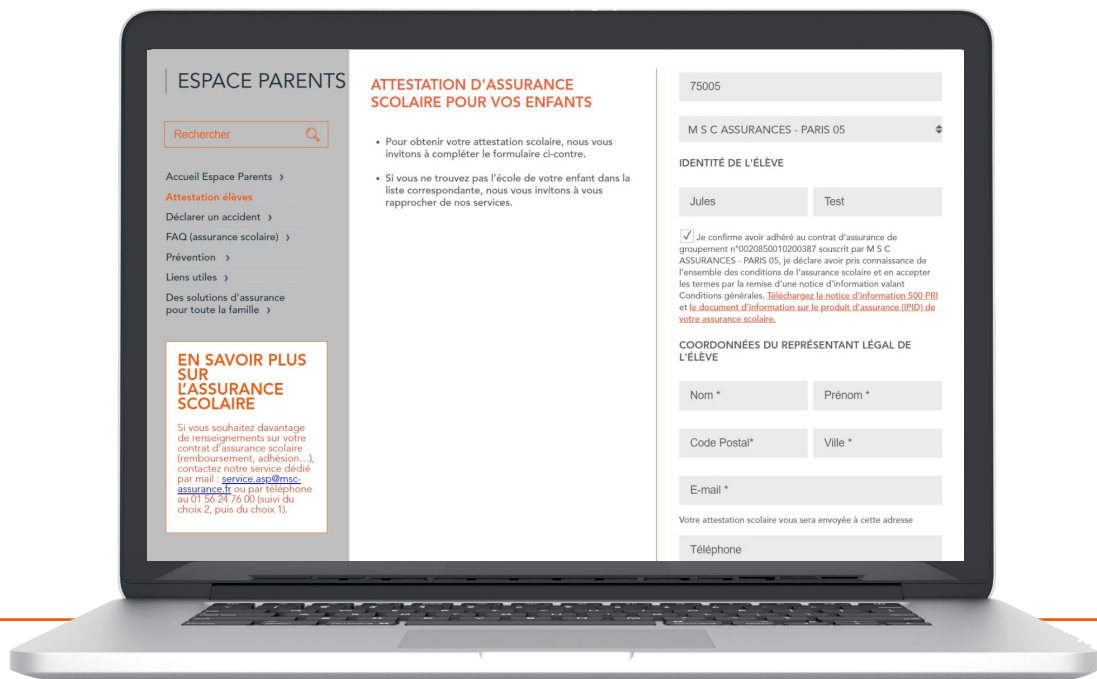 ESPACE PARENTS
Rechercher
Accueil Espace Parents >
Attestation élèves
Déclarer un accident >
FAQ (assurance scolaire) >
Prévention >
Liens utiles >
Des solutions d'assurance
pour toute la famille >
EN SAVOIR PLUS
SUR
L'ASSURANCE
SCOLAIRE
Si vous souhaitez davantage
de renseignements sur votre
contrat d'assurance scolaire
(remboursement, adhésion…),
contactez notre service dédié
par mail : service.asp@msc-
assurance.fr ou par téléphone
au 01 56 24 76 00 (suivi du
choix 2, puis du choix 1).
ATTESTATION D'ASSURANCE
SCOLAIRE POUR VOS ENFANTS
• Pour obtenir votre attestation scolaire, nous vous
invitons à compléter le formulaire ci-contre.
• Si vous ne trouvez pas l'école de votre enfant dans la
liste correspondante, nous vous invitons à vous
rapprocher de nos services.
75005
M S C ASSURANCES - PARIS 05
IDENTITÉ DE L'ÉLÈVE
Jules Test
Je confirme avoir adhéré au contrat d'assurance de
groupement n°0020850010200387 souscrit par M S C
ASSURANCES - PARIS 05, je déclare avoir pris connaissance de
l'ensemble des conditions de l'assurance scolaire et en accepter
les termes par la remise d'une notice d'information valant
Conditions générales. Téléchargez la notice d'information 500 PRI
et le document d'information sur le produit d'assurance (IPID) de
votre assurance scolaire.
COORDONNÉES DU REPRÉSENTANT LÉGAL DE
L'ÉLÈVE
Nom * Prénom *
Code Postal* Ville *
E-mail *
Votre attestation scolaire vous sera envoyée à cette adresse
Téléphone